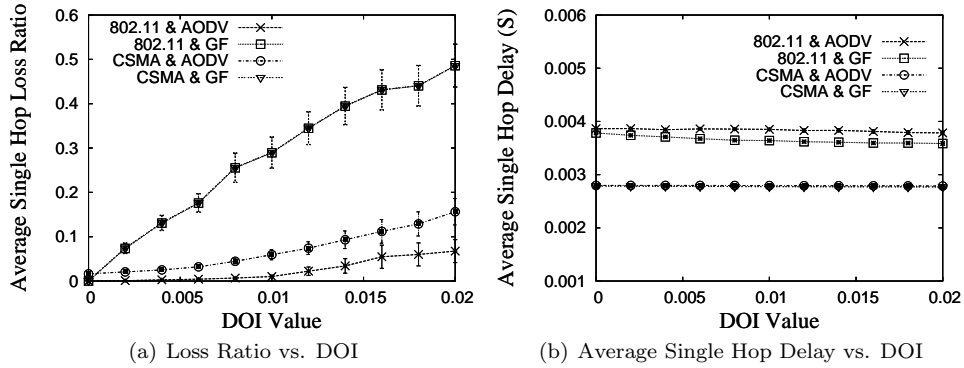 Average Single Hop Loss Ratio
0.6
0.5
0.4
0.3
0.2
0.1
0
802.11 & AODV
802.11 & GF
CSMA & AODV
CSMA & GF
0
0.005
0.01
0.015
0.02
DOI Value
(a) Loss Ratio vs. DOI
Average Single Hop Delay (S)
0.006
0.005
0.004
0.003
0.002
0.001
802.11 & AODV
802.11 & GF
CSMA & AODV
CSMA & GF
0
0.005
0.01
0.015
0.02
DOI Value
(b) Average Single Hop Delay vs. DOI